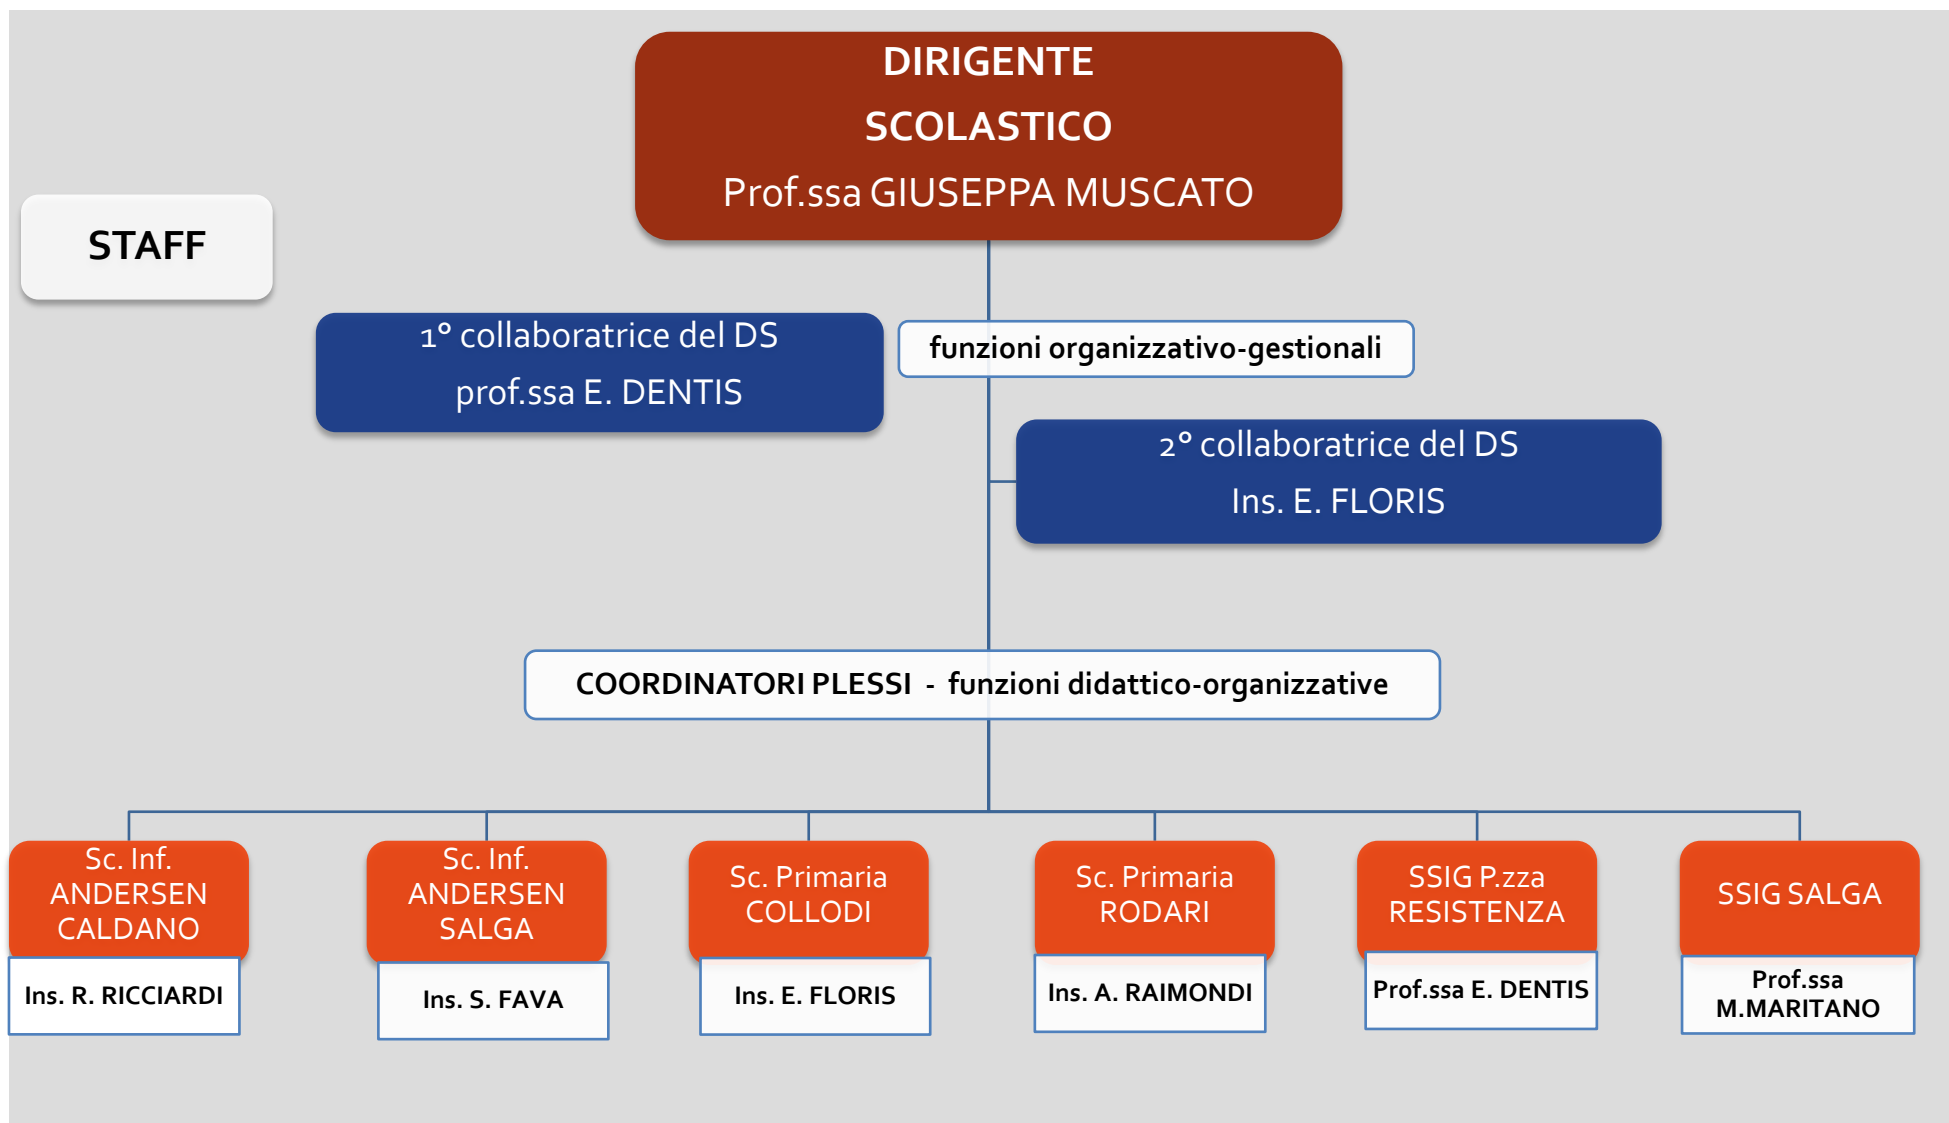 DIRIGENTE
SCOLASTICO
Prof.ssa GIUSEPPA MUSCATO
STAFF
1° collaboratrice del DS
prof.ssa E. DENTIS
funzioni organizzativo-gestionali
2° collaboratrice del DS
Ins. E. FLORIS
COORDINATORI PLESSI - funzioni didattico-organizzative
Sc. Inf.
ANDERSEN
CALDANO
Ins. R. RICCIARDI
Sc. Inf.
ANDERSEN
SALGA
Ins. S. FAVA
Sc. Primaria
COLLODI
Ins. E. FLORIS
Sc. Primaria
RODARI
Ins. A. RAIMONDI
SSIG P.zza
RESISTENZA
Prof.ssa E. DENTIS
SSIG SALGA
Prof.ssa
M.MARITANO